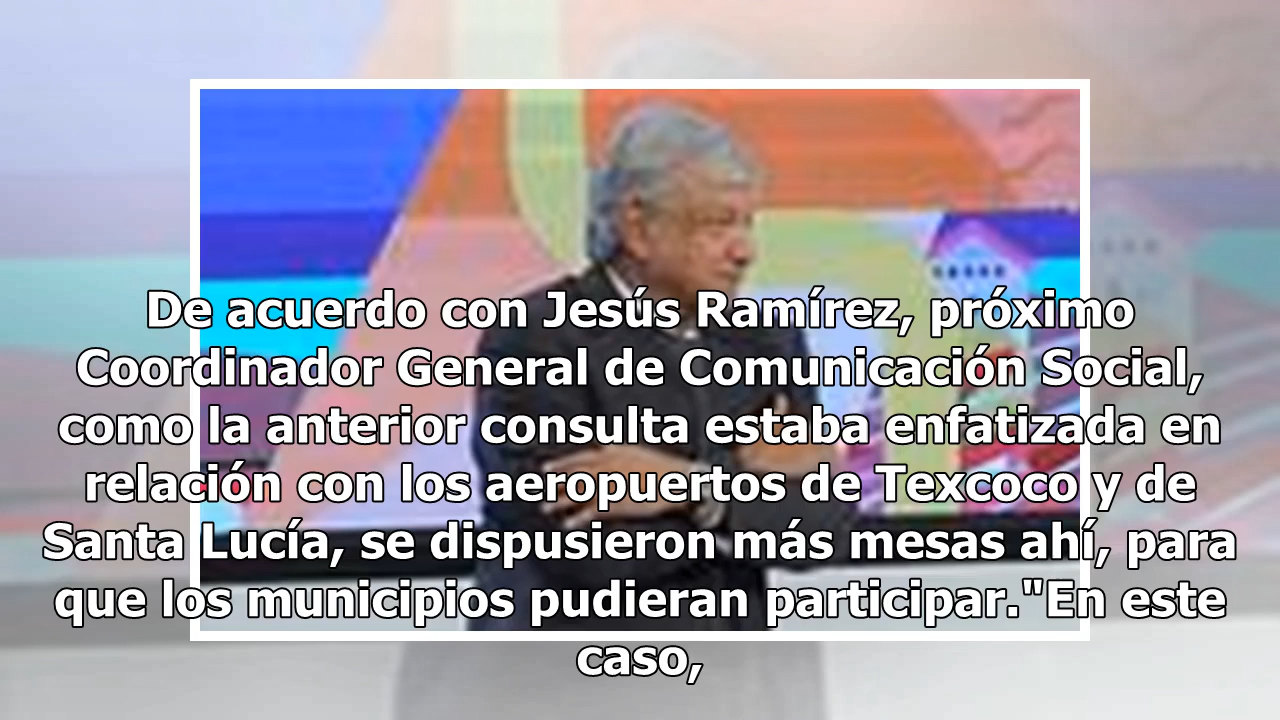 De acuerdo con Jesús Ramírez, próximo
Coordinador General de Comunicación Social,
como la anterior consulta estaba enfatizada en
relación con los aeropuertos de Texcoco y de
Santa Lucía, se dispusieron más mesas ahí, para
que los municipios pudieran participar."En este
caso,